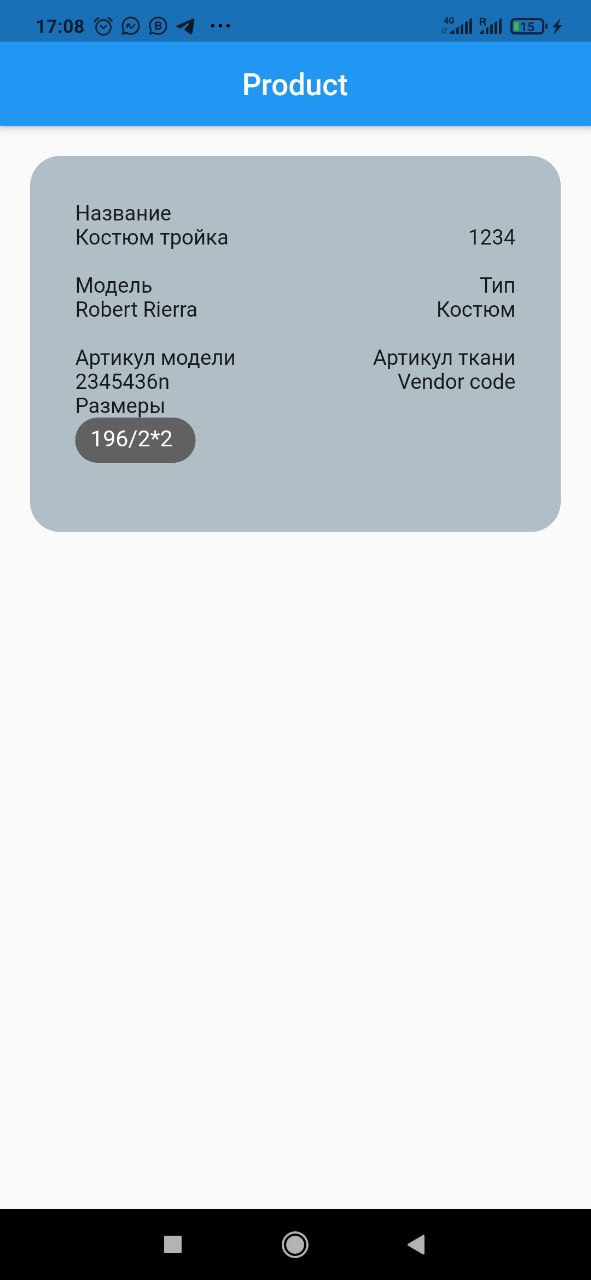 17:08 4G R 15
Product
Название
Костюм тройка 1234
Модель Тип
Robert Rierra Костюм
Артикул модели Артикул ткани
2345436n Vendor code
Размеры
196/2*2